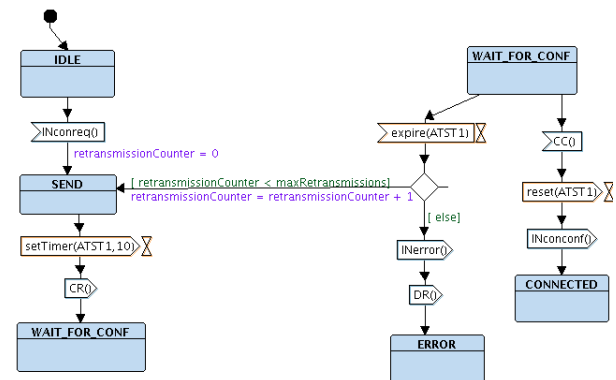 IDLE
INconreq()
retransmissionCounter = 0
SEND
setTimer(ATST1, 10)
CR()
WAIT_FOR_CONF
WAIT_FOR_CONF
expire(ATST1)
[ retransmissionCounter < maxRetransmissions]
retransmissionCounter = retransmissionCounter + 1
[ else]
INerror()
DR()
ERROR
CC()
reset(ATST1)
INconconf()
CONNECTED